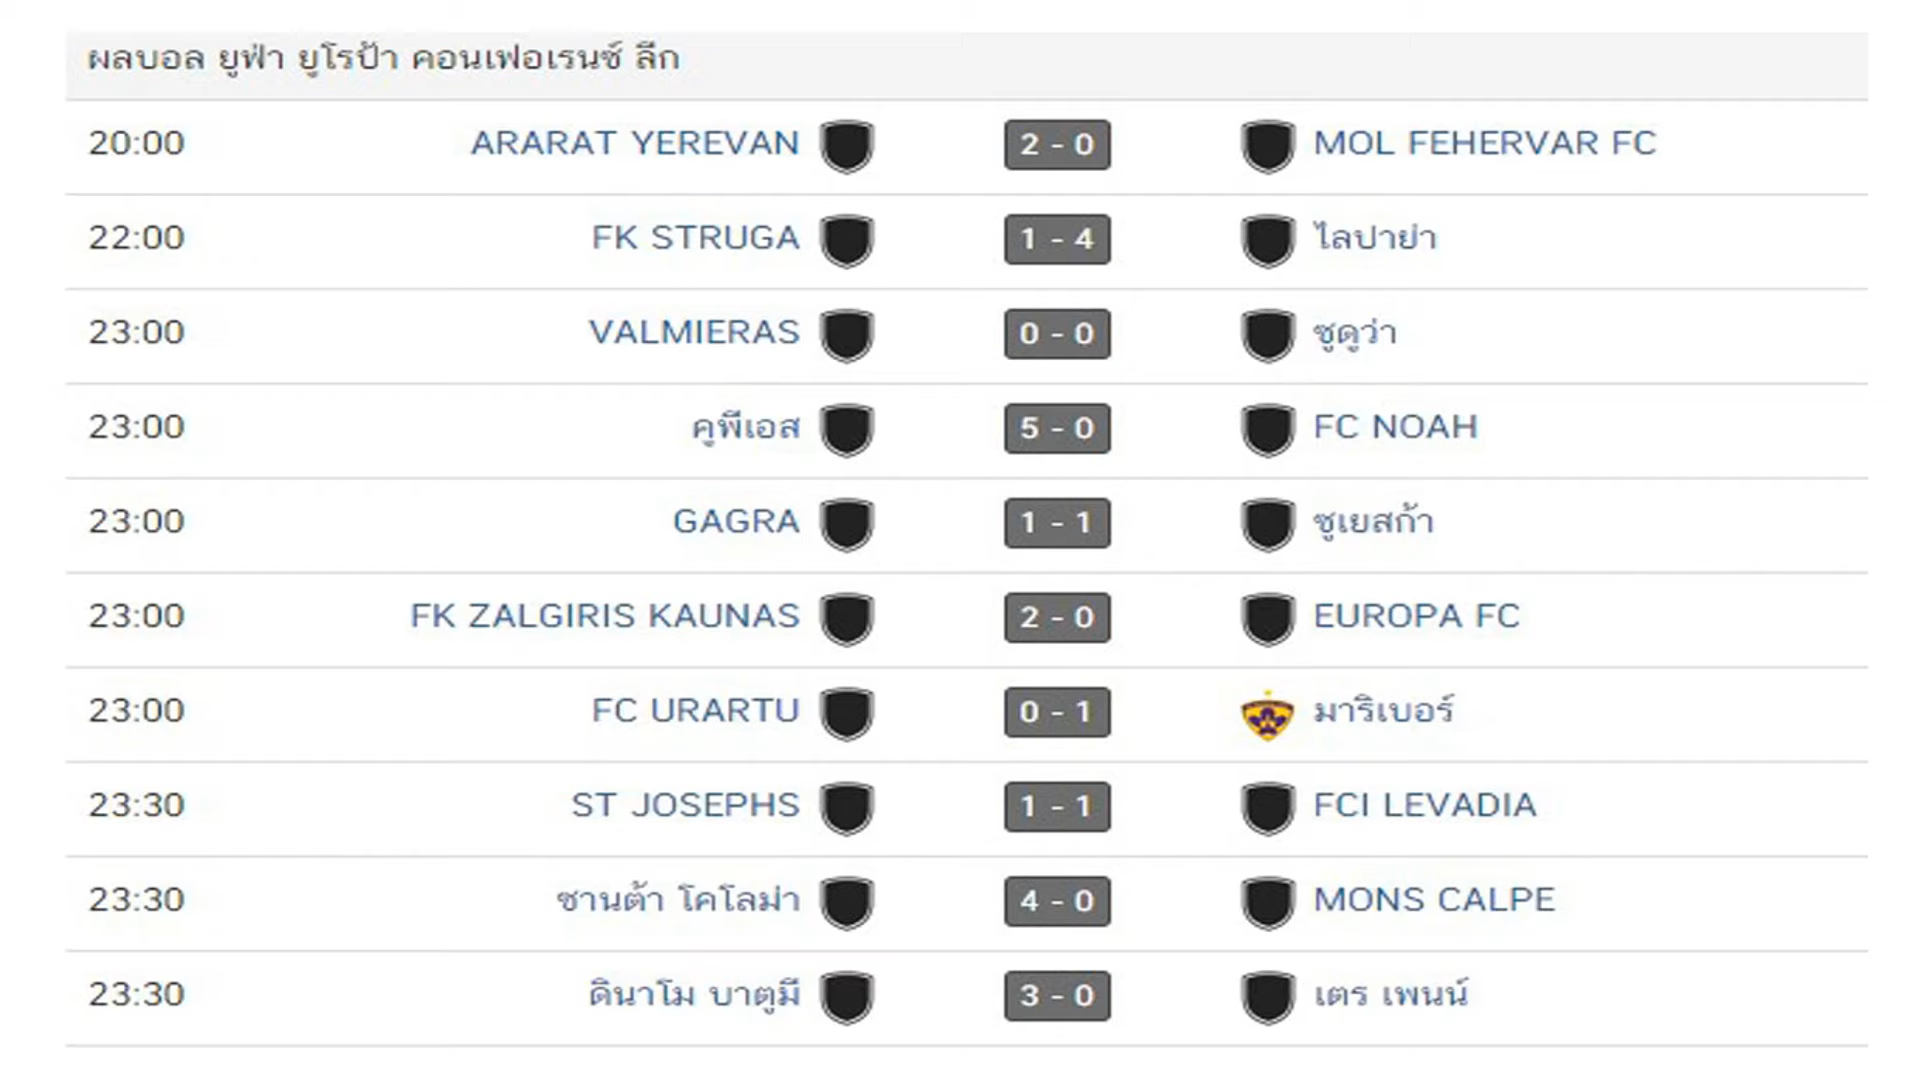 ผลบอล ยูฟ่า ยูโรป้า คอนเฟอเรนซ์ ลีก
20:00 ARARAT YEREVAN 2 - 0 MOL FEHERVAR FC
22:00 FK STRUGA 1 - 4 ไลปาย่า
23:00 VALMIERAS 0 - 0 ซูดูว่า
23:00 คูพีเอส 5 - 0 FC NOAH
23:00 GAGRA 1 - 1 ซูเยสก้า
23:00 FK ZALGIRIS KAUNAS 2 - 0 EUROPA FC
23:00 FC URARTU 0 - 1 มาริเบอร์
23:30 ST JOSEPHS 1 - 1 FCI LEVADIA
23:30 ซานต้า โคโลม่า 4 - 0 MONS CALPE
23:30 ดินาโม บาตูมี 3 - 0 เตร เพนน์